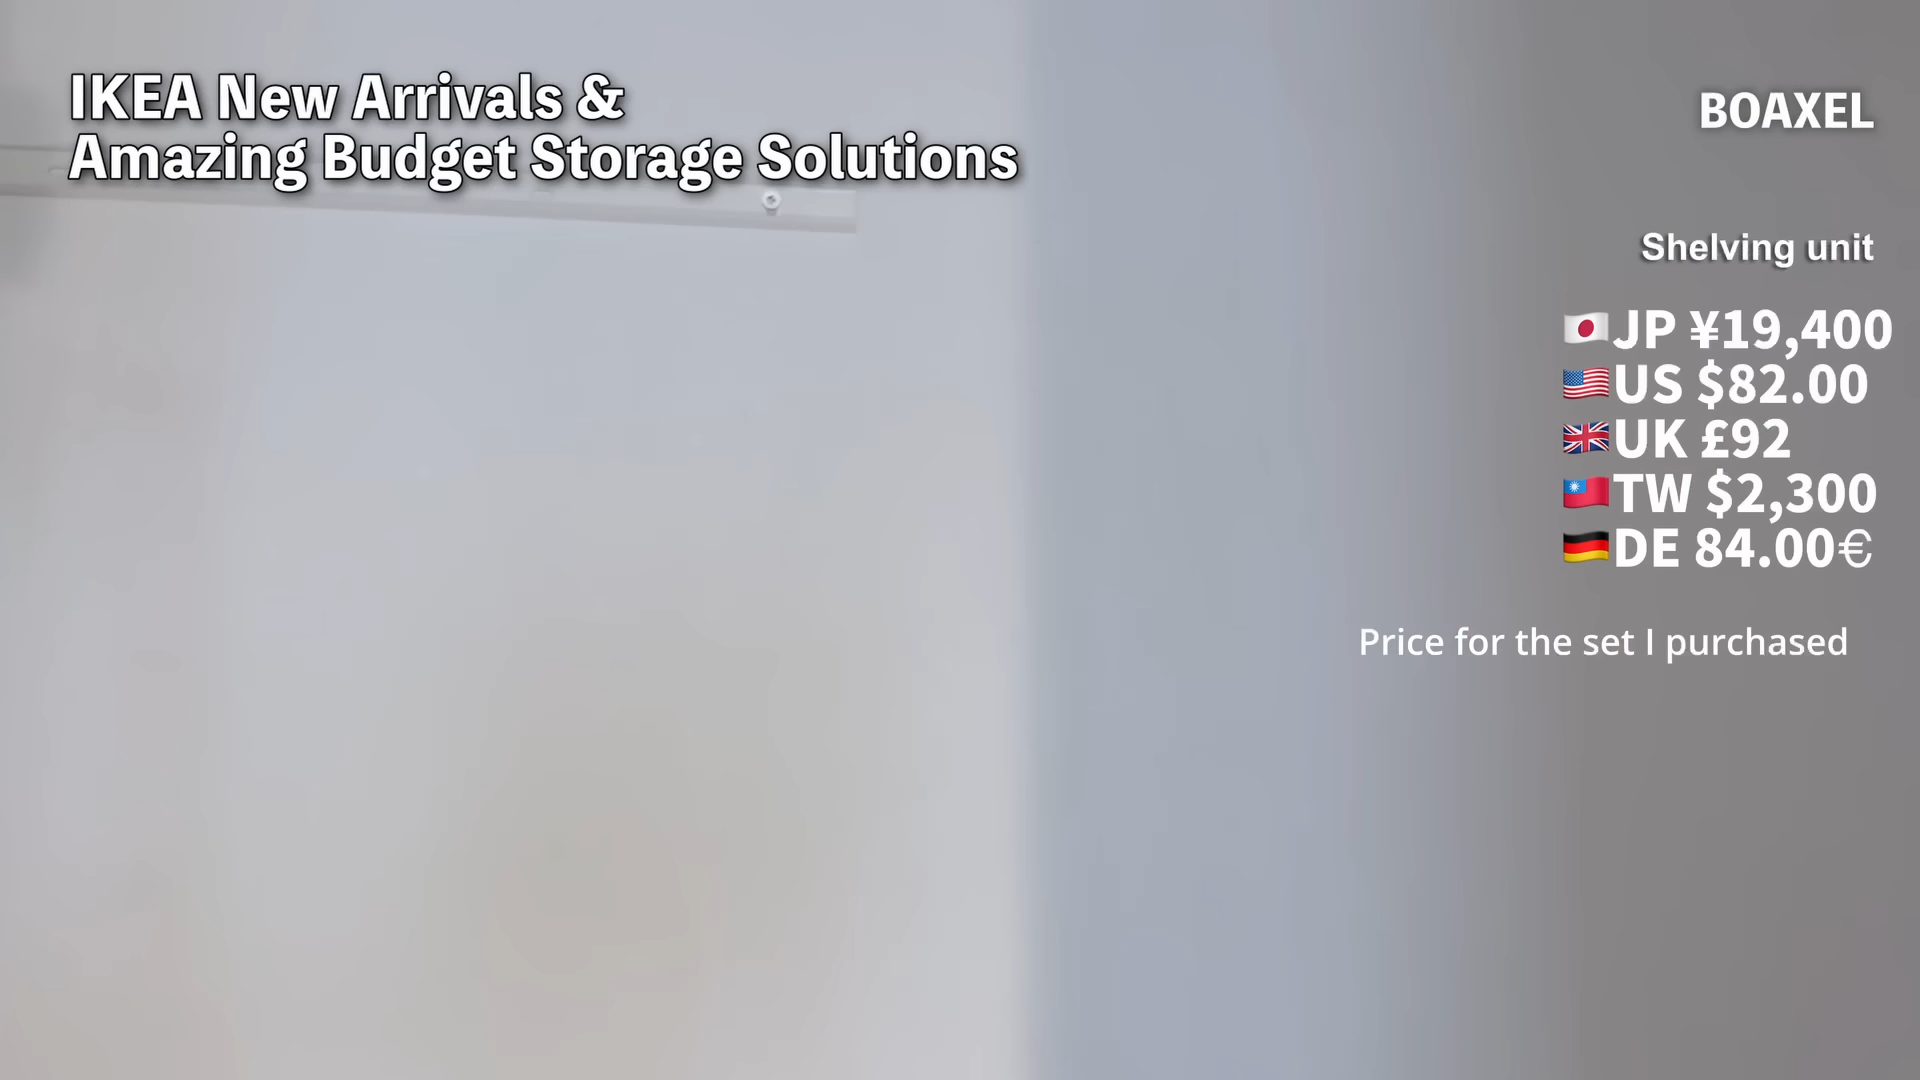 IKEA New Arrivals &
Amazing Budget Storage Solutions
BOAXEL
Shelving unit
🇯🇵JP ¥19,400
🇺🇸US $82.00
🇬🇧UK £92
🇹🇼TW $2,300
🇩🇪DE 84.00€
Price for the set I purchased